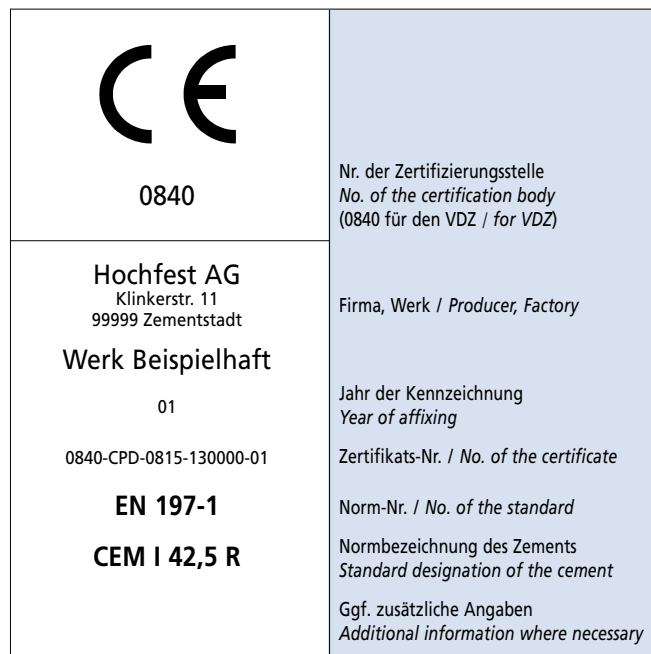 CE
0840
Nr. der Zertifizierungsstelle
No. of the certification body
(0840 für den VDZ / for VDZ)
Hochfest AG
Klinkerstr. 11
99999 Zementstadt
Firma, Werk / Producer, Factory
Werk Beispielhaft
01
Jahr der Kennzeichnung
Year of affixing
0840-CPD-0815-130000-01
Zertifikats-Nr. / No. of the certificate
EN 197-1
Norm-Nr. / No. of the standard
CEM I 42,5 R
Normbezeichnung des Zements
Standard designation of the cement
Ggf. zusätzliche Angaben
Additional information where necessary